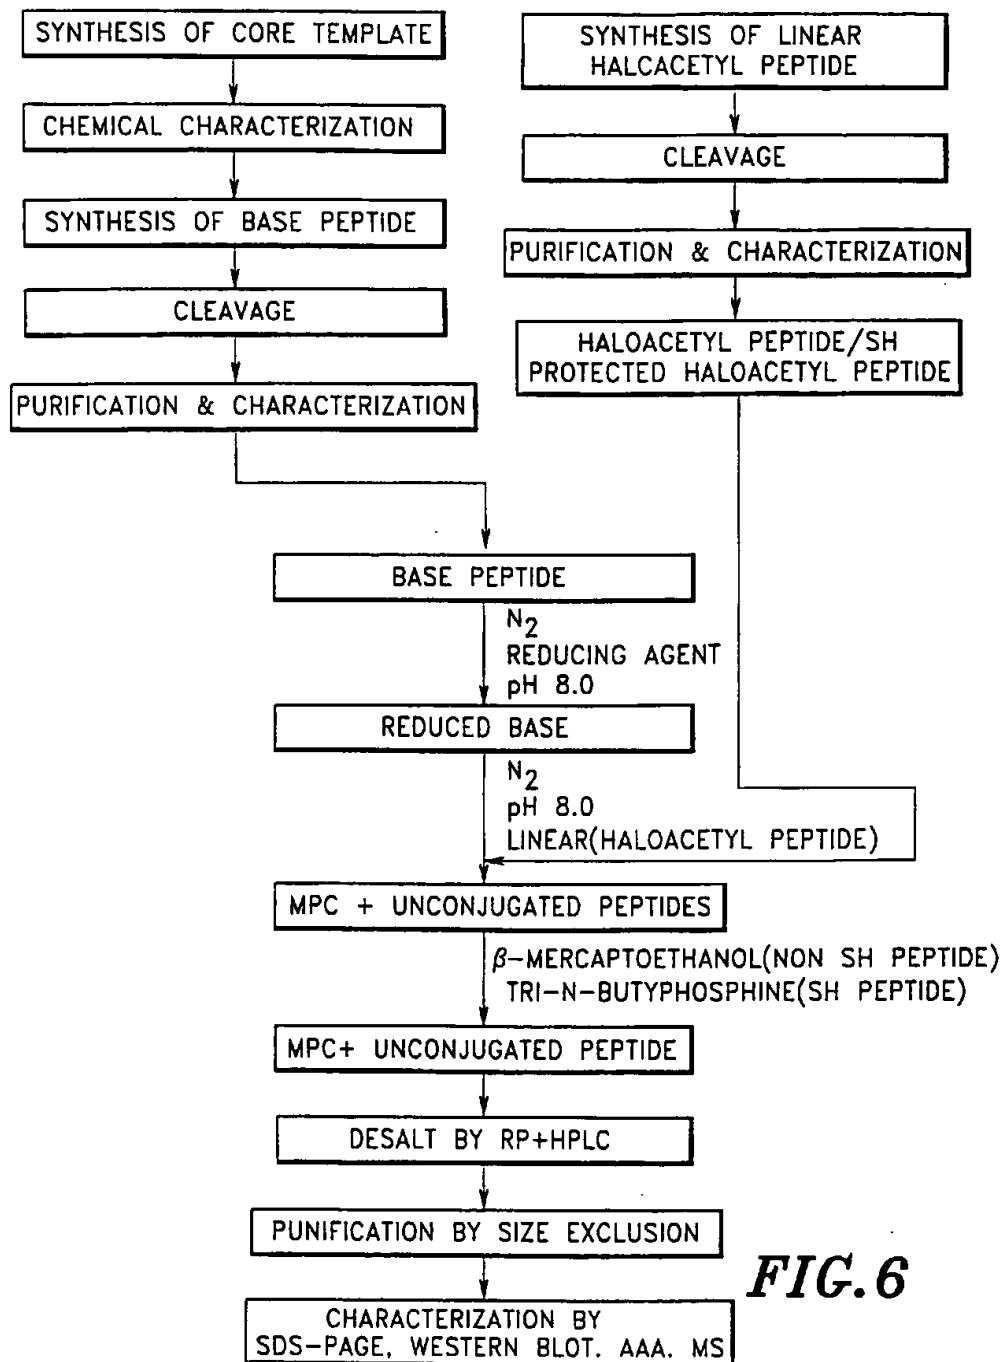 SYNTHESIS OF CORE TEMPLATE
CHEMICAL CHARACTERIZATION
SYNTHESIS OF BASE PEPTIDE
CLEAVAGE
PURIFICATION & CHARACTERIZATION
SYNTHESIS OF LINEAR
HALCACETYL PEPTIDE
CLEAVAGE
PURIFICATION & CHARACTERIZATION
HALOACETYL PEPTIDE/SH
PROTECTED HALOACETYL PEPTIDE
BASE PEPTIDE
N2
REDUCING AGENT
pH 8.0
REDUCED BASE
N2
pH 8.0
LINEAR(HALOACETYL PEPTIDE)
MPC + UNCONJUGATED PEPTIDES
β-MERCAPTOETHANOL(NON SH PEPTIDE)
TRI-N-BUTYPHOSPHINE(SH PEPTIDE)
MPC+ UNCONJUGATED PEPTIDE
DESALT BY RP+HPLC
PUNIFICATION BY SIZE EXCLUSION
CHARACTERIZATION BY
SDS-PAGE, WESTERN BLOT. AAA. MS
FIG.6